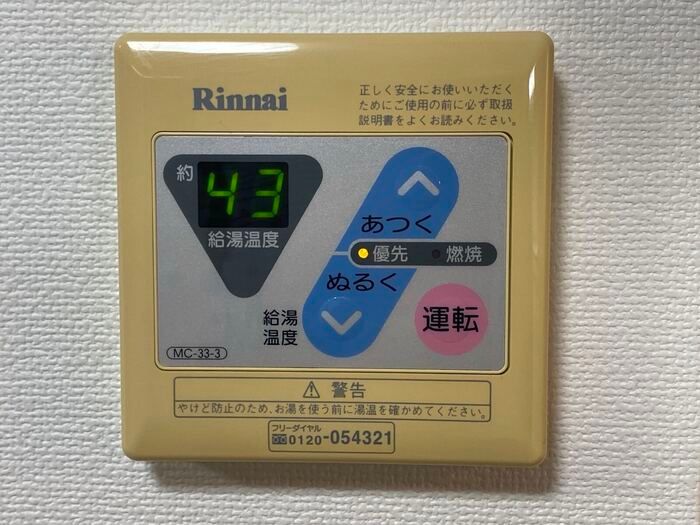 Rinnai
正しく安全にお使いいただく
ためにご使用の前に必ず取扱
説明書をよくお読みください。
約
43
給湯温度
あつく
優先
燃焼
ぬるく
給湯
温度
運転
MC-33-3
⚠ 警告
やけど防止のため、お湯を使う前に湯温を確かめてください。
フリーダイヤル
0120-054321